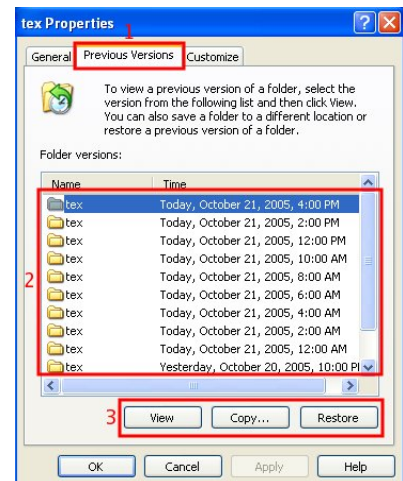 tex Properties
1
General Previous Versions Customize
To view a previous version of a folder, select the
version from the following list and then click View.
You can also save a folder to a different location or
restore a previous version of a folder.
Folder versions:
Name Time
tex Today, October 21, 2005, 4:00 PM
tex Today, October 21, 2005, 2:00 PM
tex Today, October 21, 2005, 12:00 PM
tex Today, October 21, 2005, 10:00 AM
2
tex Today, October 21, 2005, 8:00 AM
tex Today, October 21, 2005, 6:00 AM
tex Today, October 21, 2005, 4:00 AM
tex Today, October 21, 2005, 2:00 AM
tex Today, October 21, 2005, 12:00 AM
tex Yesterday, October 20, 2005, 10:00 P
3 View Copy... Restore
OK Cancel Apply Help